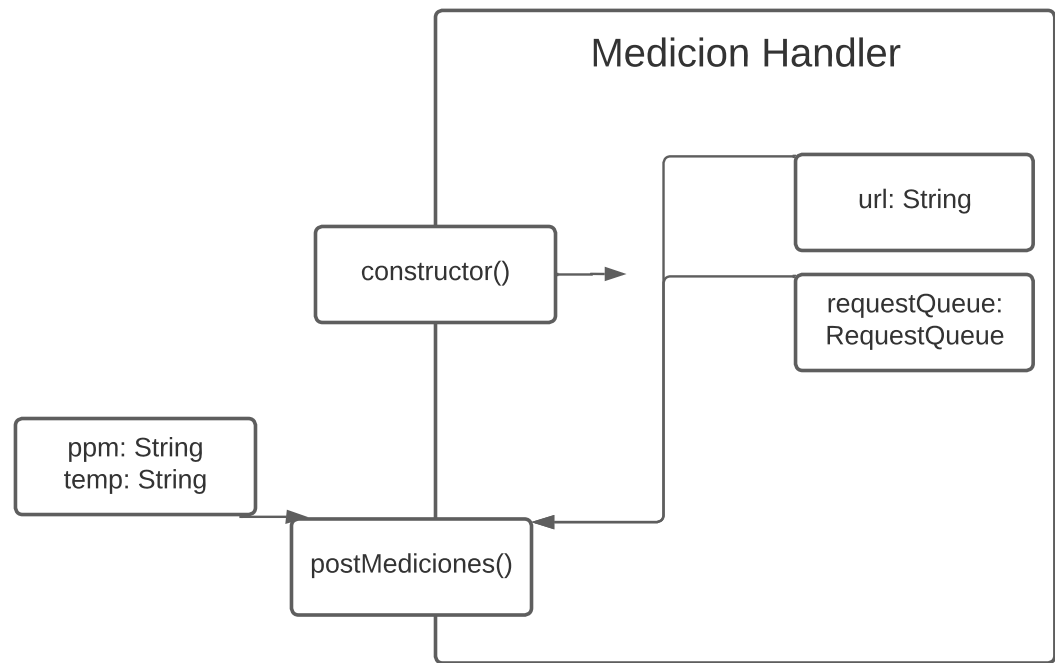 Medicion Handler
url: String
constructor()
requestQueue:
RequestQueue
ppm: String
temp: String
postMediciones()